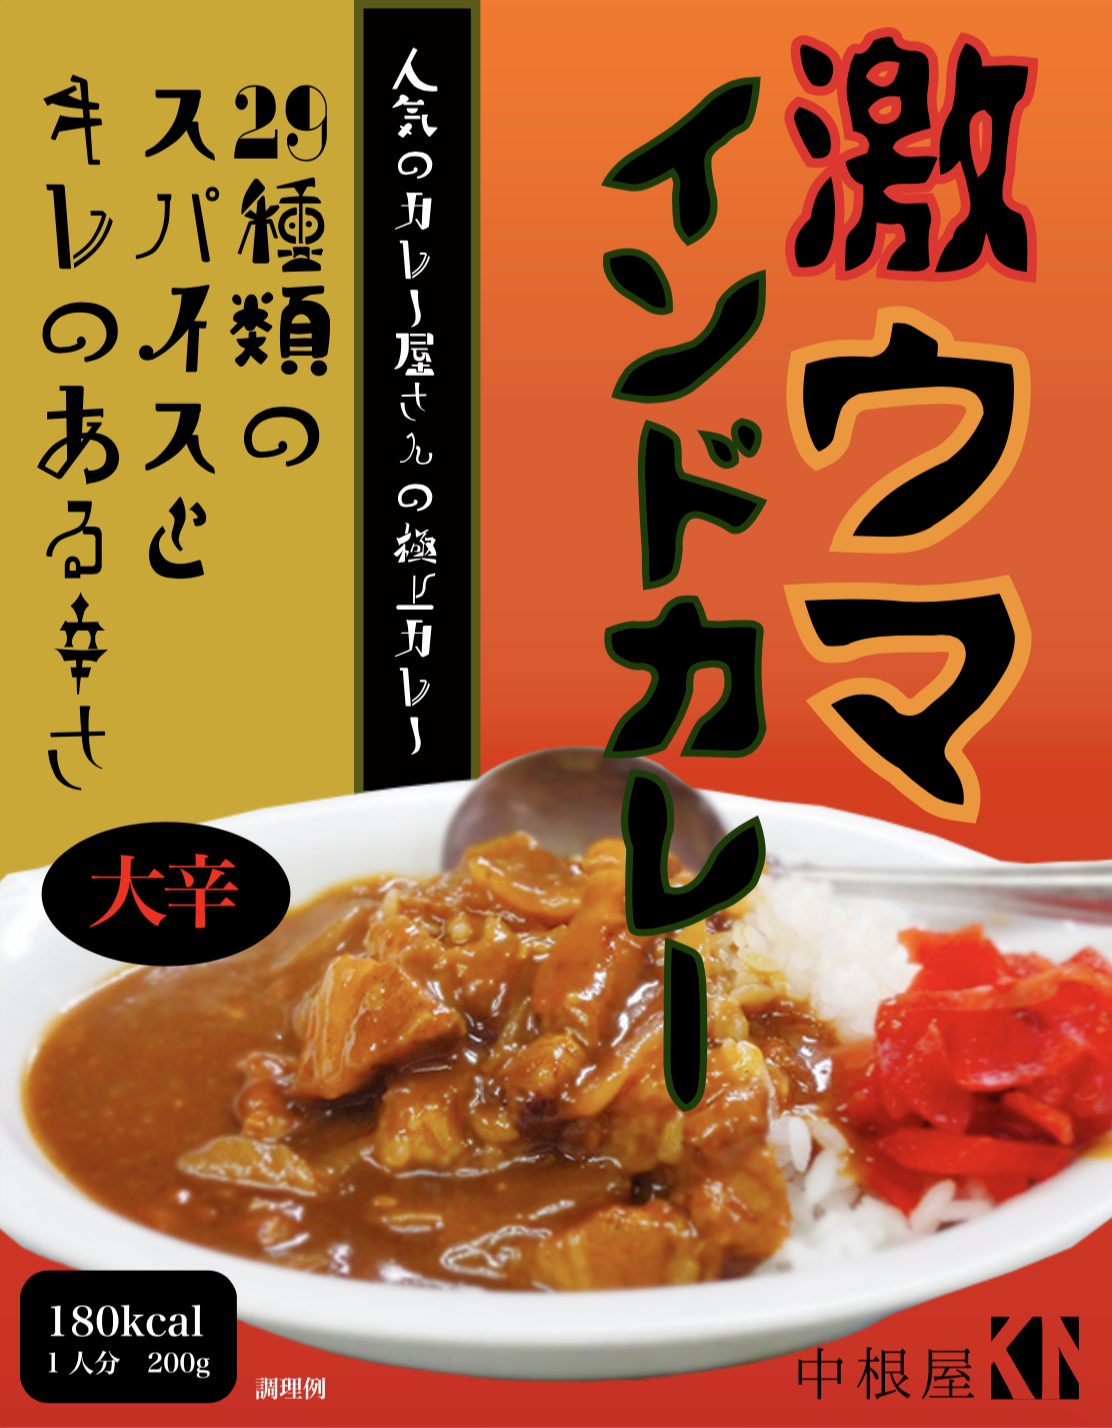 激ウマ
インドカレー
人気のカレー屋さんの極上カレー
29種類の
スパイスと
キレのある辛さ
大辛
180kcal
1人分 200g
調理例
中根屋
KN